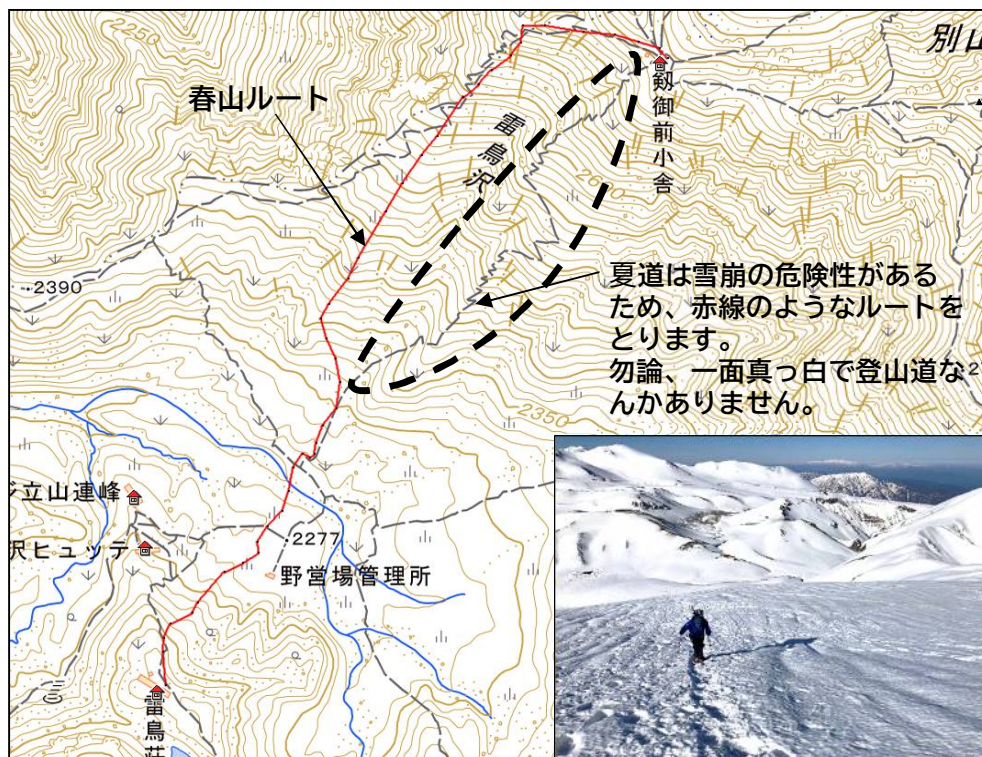 2250
別山
春山ルート
剱御前小舎
雷鳥沢
2600
夏道は雪崩の危険性がある
ため、赤線のようなルートを
とります。
勿論、一面真っ白で登山道な
んかありません。
2390
2350
立山連峰
沢ヒュッテ
2277
野営場管理所
雷鳥荘